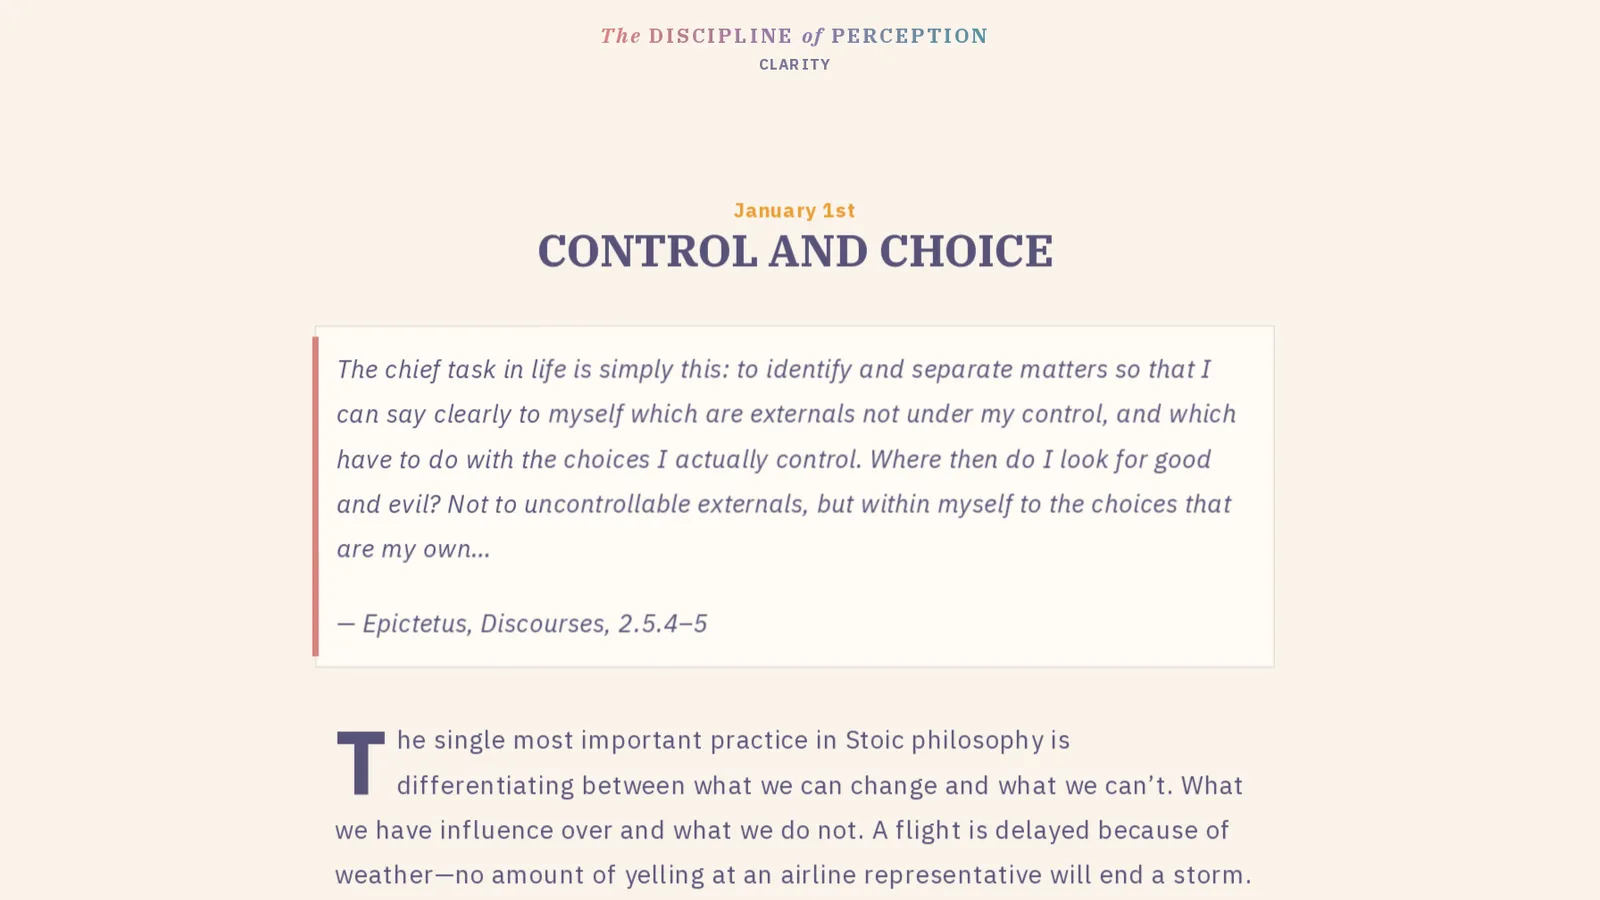 The DISCIPLINE of PERCEPTION
CLARITY
January 1st
CONTROL AND CHOICE
The chief task in life is simply this: to identify and separate matters so that I
can say clearly to myself which are externals not under my control, and which
have to do with the choices I actually control. Where then do I look for good
and evil? Not to uncontrollable externals, but within myself to the choices that
are my own…
— Epictetus, Discourses, 2.5.4–5
The single most important practice in Stoic philosophy is
differentiating between what we can change and what we can’t. What
we have influence over and what we do not. A flight is delayed because of
weather—no amount of yelling at an airline representative will end a storm.